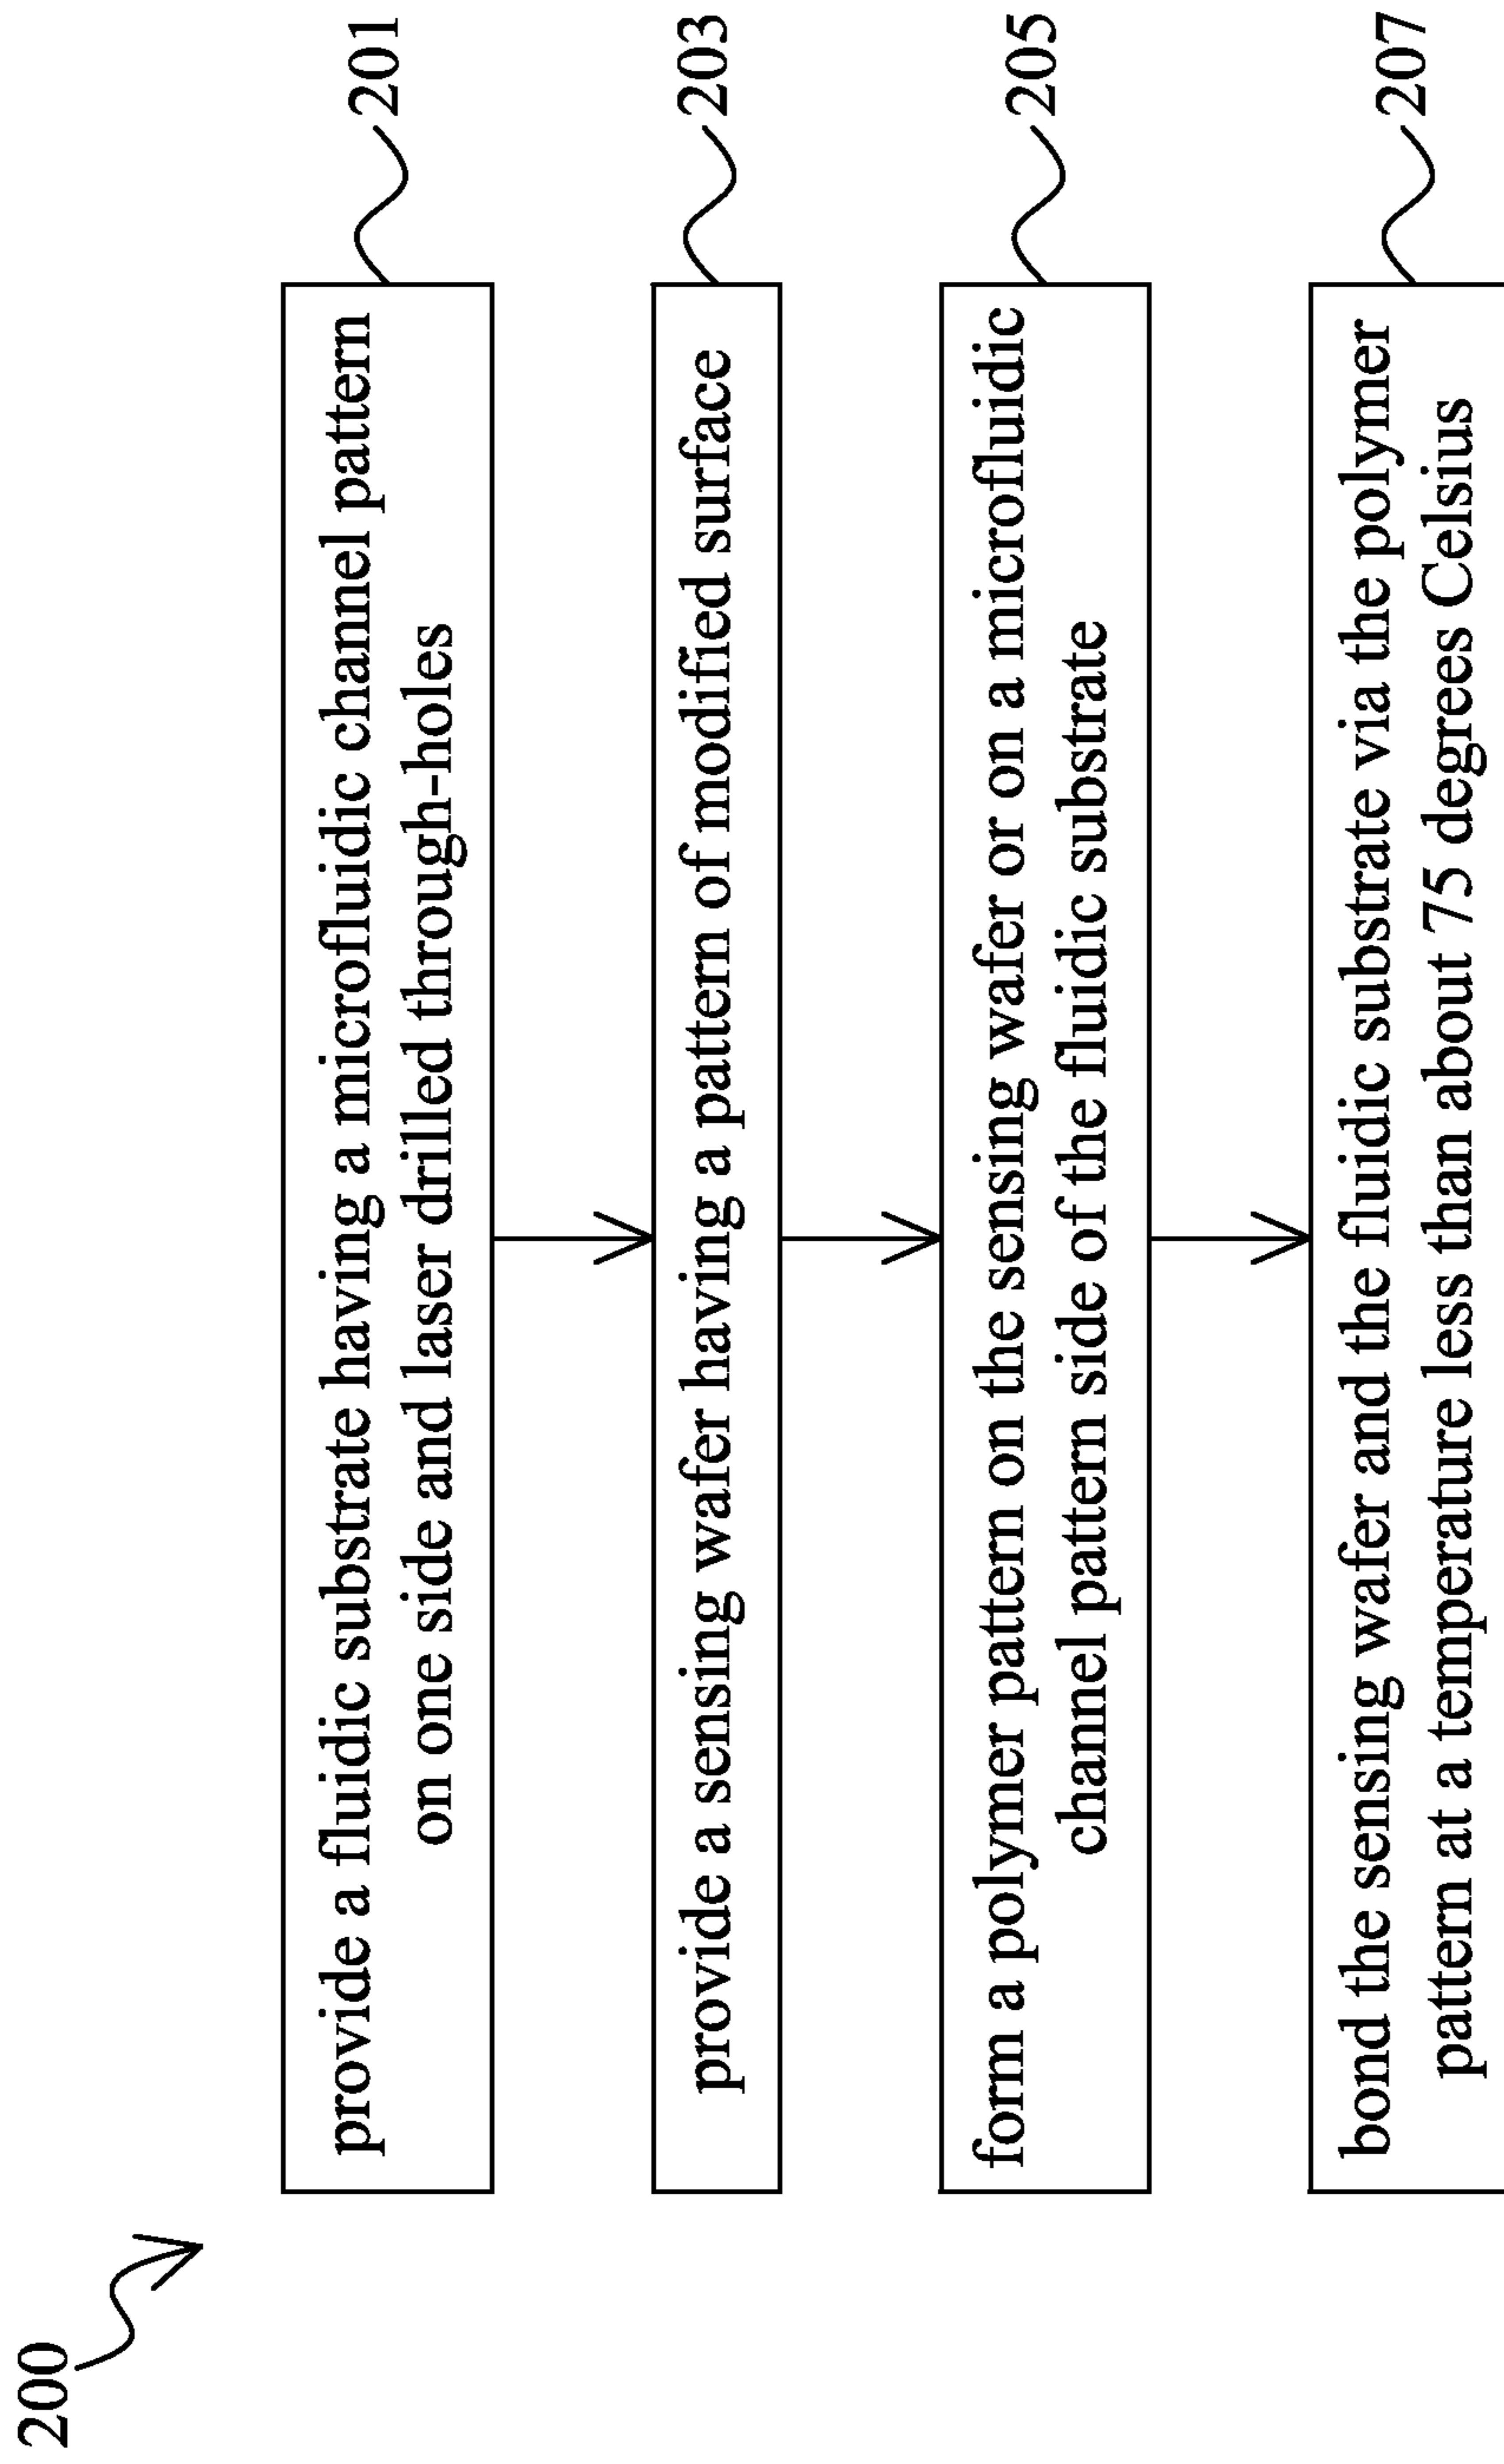 200
provide a fluidic substrate having a microfluidic channel pattern
on one side and laser drilled through-holes
201
provide a sensing wafer having a pattern of modified surface
203
form a polymer pattern on the sensing wafer or on a microfluidic
channel pattern side of the fluidic substrate
205
bond the sensing wafer and the fluidic substrate via the polymer
pattern at a temperature less than about 75 degrees Celsius
207